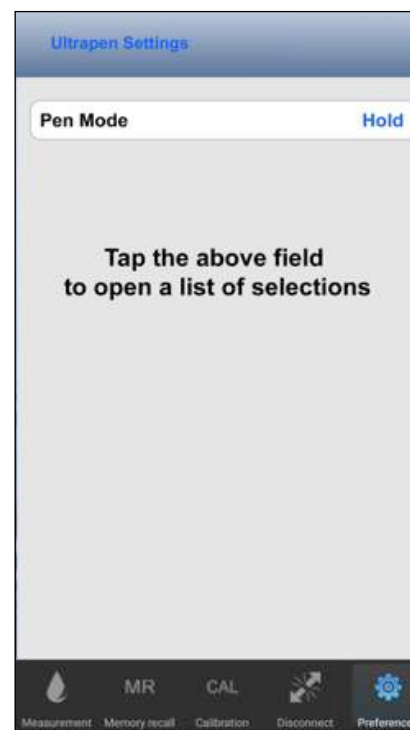 Ultrapen Settings
Pen Mode Hold
Tap the above field
to open a list of selections
MR CAL
Measurement Memory recall Calibration Disconnect Preference